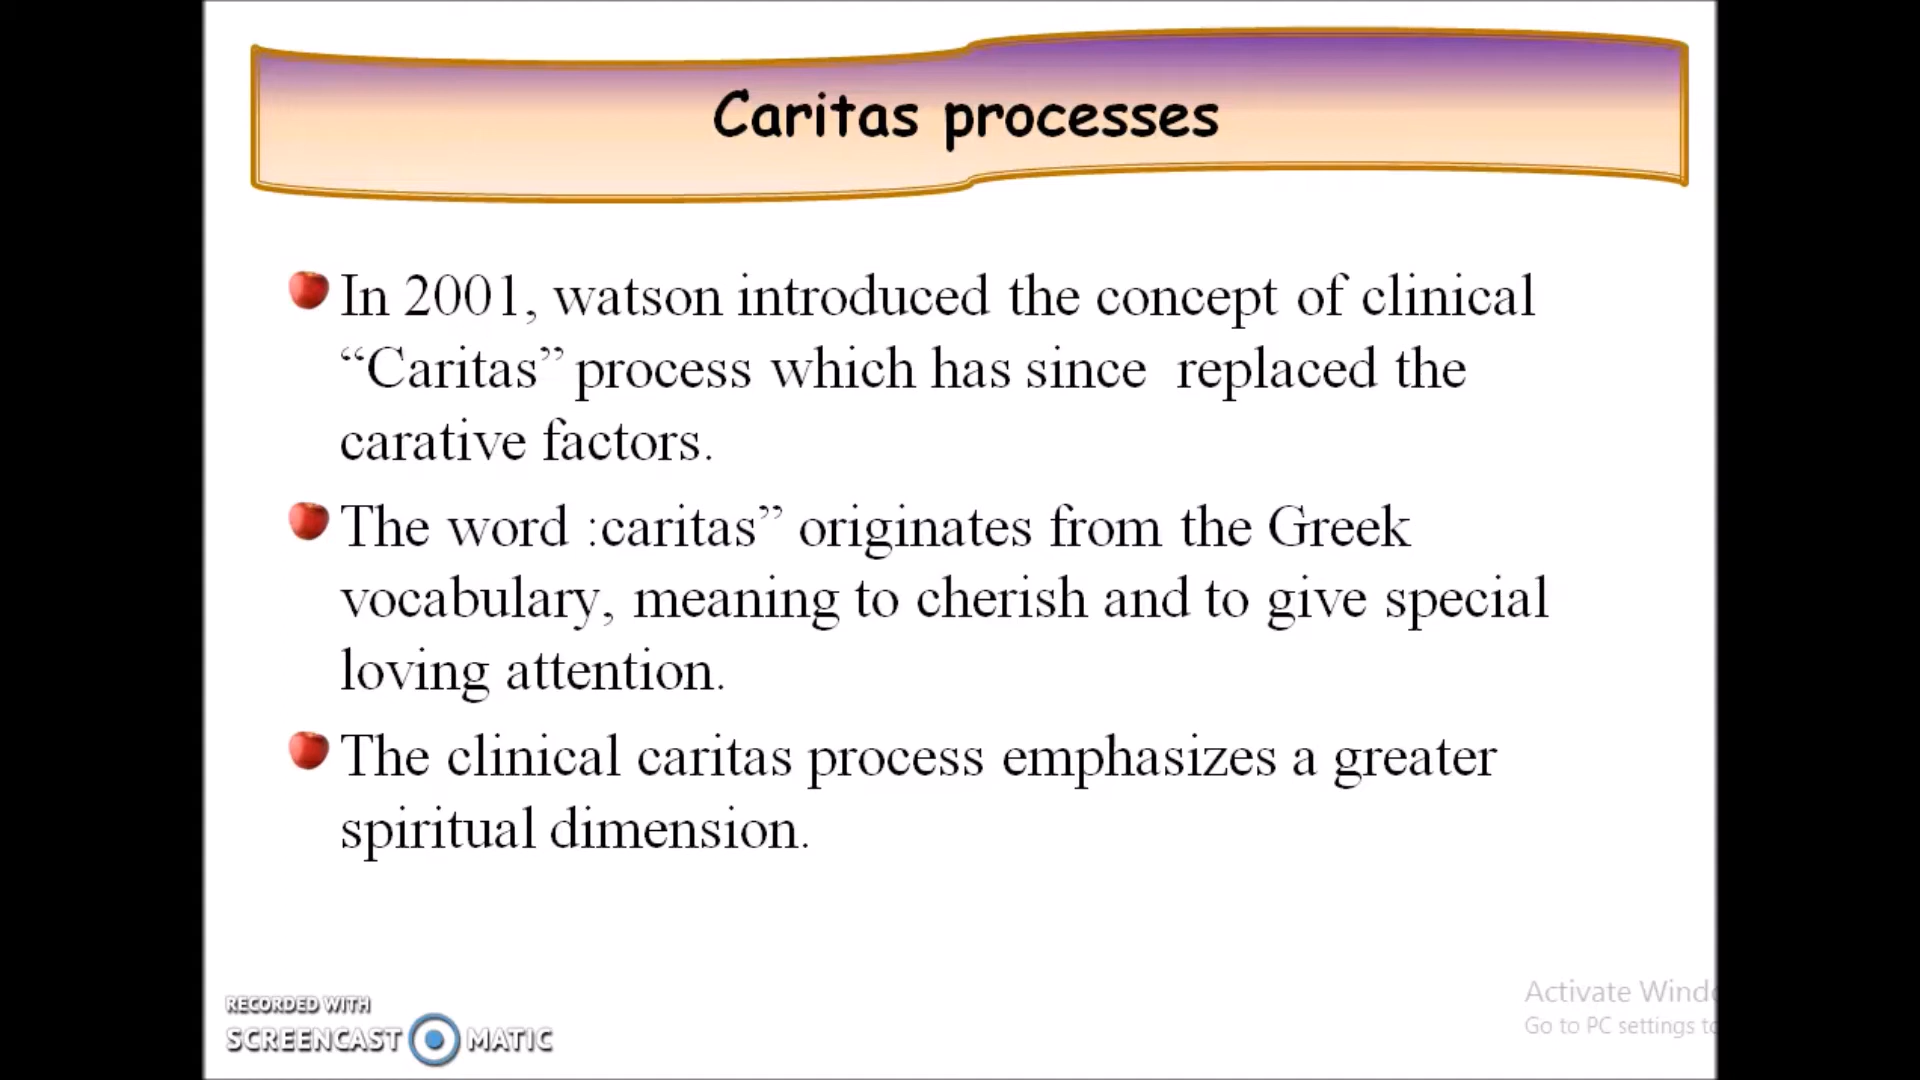 Caritas processes
In 2001, watson introduced the concept of clinical
“Caritas” process which has since replaced the
carative factors.
The word :caritas” originates from the Greek
vocabulary, meaning to cherish and to give special
loving attention.
The clinical caritas process emphasizes a greater
spiritual dimension.
RECORDED WITH
SCREENCAST MATIC
Activate
Go to PC settings